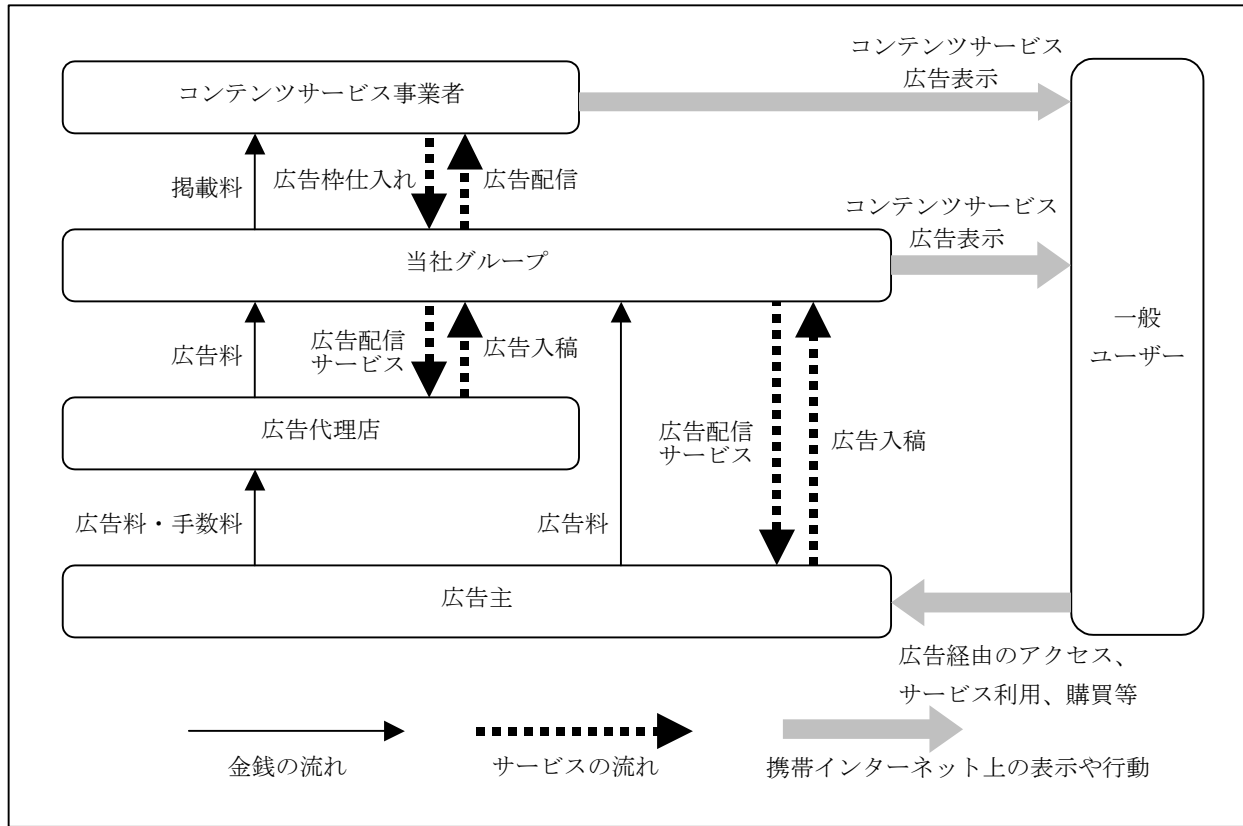 コンテンツサービス
広告表示
コンテンツサービス事業者
掲載料
広告枠仕入れ
広告配信
コンテンツサービス
広告表示
当社グループ
一般
ユーザー
広告料
広告配信
サービス
広告入稿
広告代理店
広告配信
サービス
広告入稿
広告料・手数料
広告料
広告主
広告経由のアクセス、
サービス利用、購買等
金銭の流れ
サービスの流れ
携帯インターネット上の表示や行動